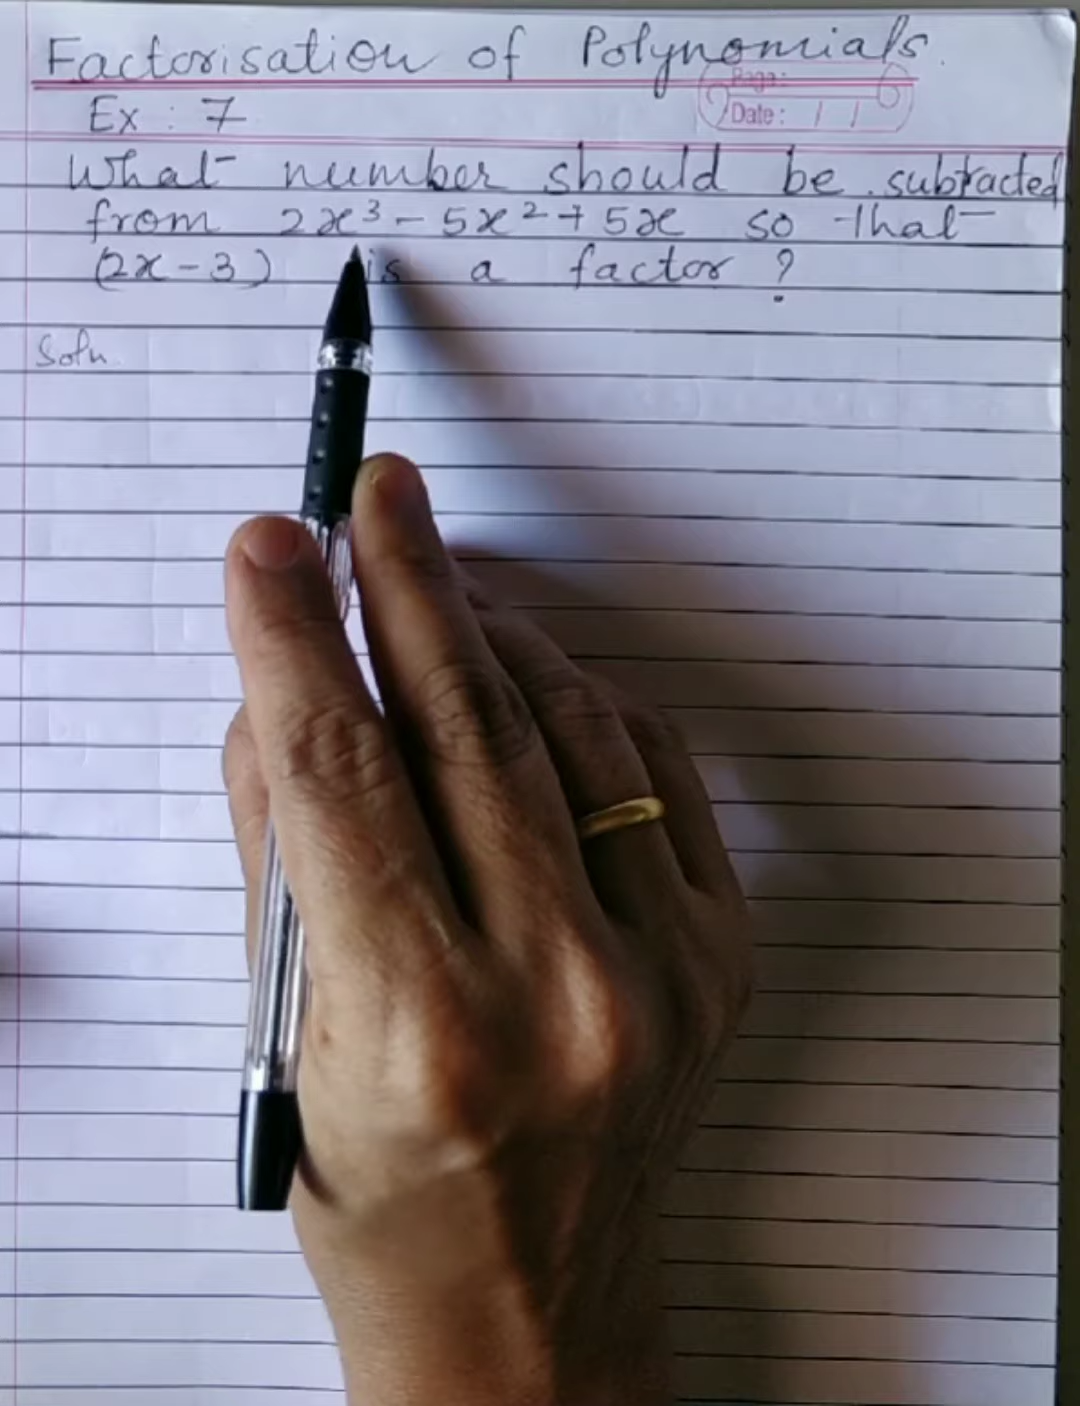 Factorisation of Polynomials.
Page:
Ex : 7
Date : / /
What number should be subtracted
from 2x³ - 5x² + 5x so that
(2x - 3) is a factor ?
Soln.